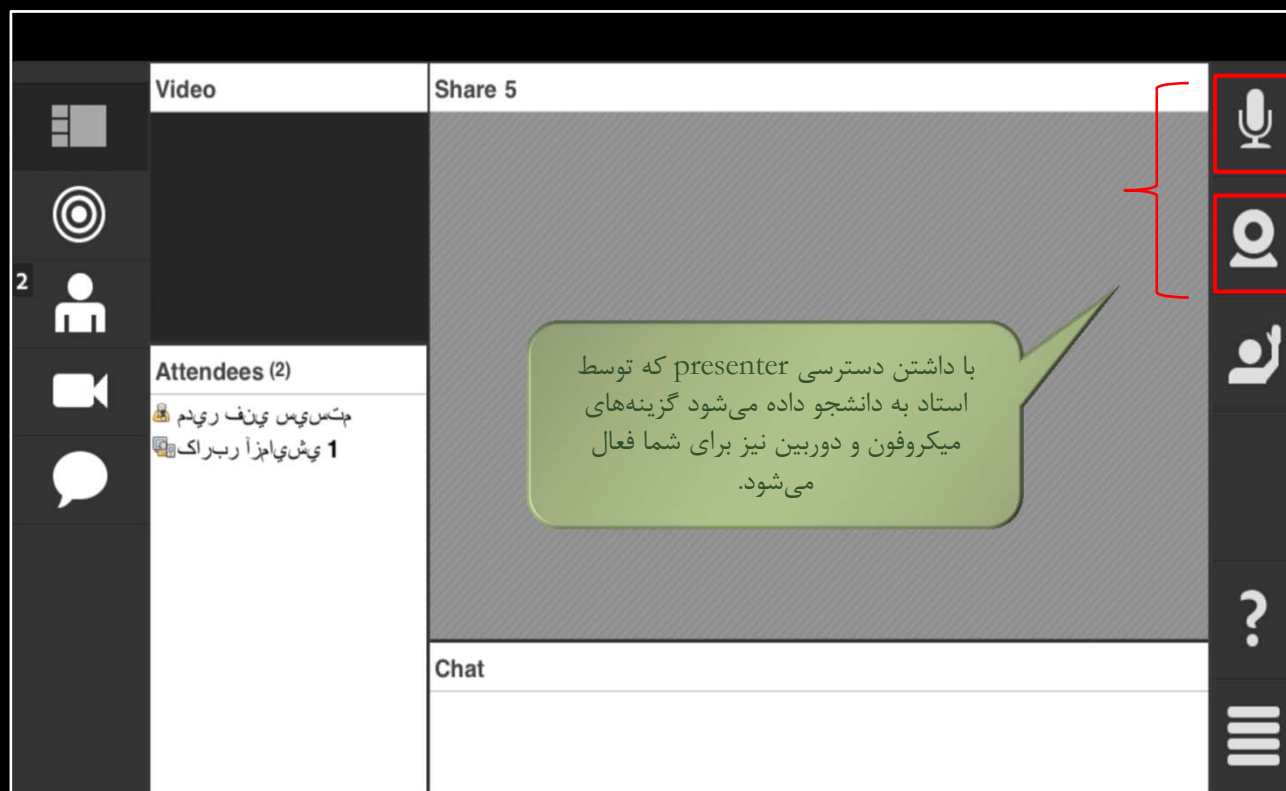 Video
Share 5
2
Attendees (2)
متسيس ينف ريدم
1 يشيامزآ ربراک
با داشتن دسترسی presenter که توسط
استاد به دانشجو داده می‌شود گزینه‌های
میکروفون و دوربین نیز برای شما فعال
می‌شود.
Chat
?